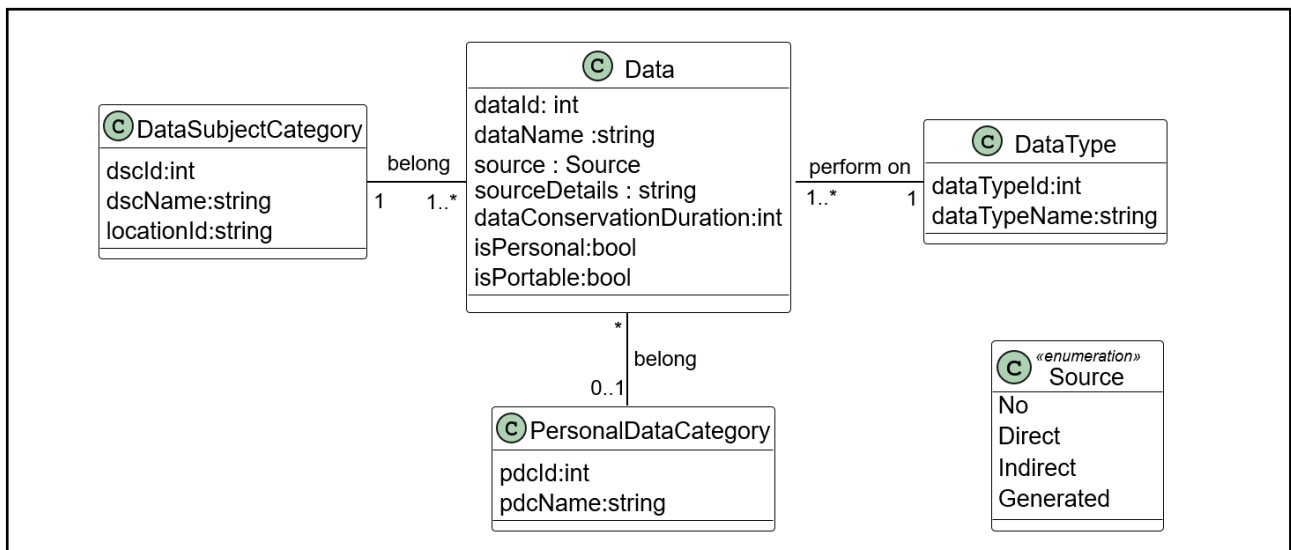 C DataSubjectCategory
dscId:int
dscName:string
locationId:string
belong
1
1..*
C Data
dataId: int
dataName :string
source : Source
sourceDetails : string
dataConservationDuration:int
isPersonal:bool
isPortable:bool
perform on
1..*
1
C DataType
dataTypeId:int
dataTypeName:string
*
belong
0..1
C PersonalDataCategory
pdcId:int
pdcName:string
C «enumeration»
Source
No
Direct
Indirect
Generated